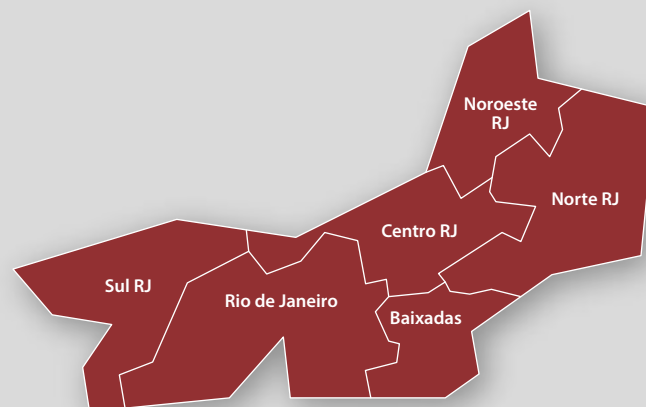 Noroeste
RJ
Norte RJ
Centro RJ
Sul RJ
Rio de Janeiro
Baixadas